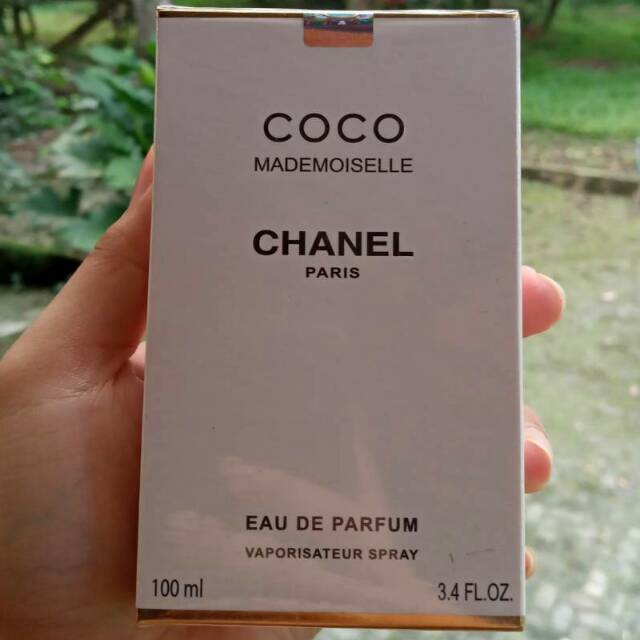 COCO
MADEMOISELLE
CHANEL
PARIS
EAU DE PARFUM
VAPORISATEUR SPRAY
100 ml 3.4 FL.OZ.